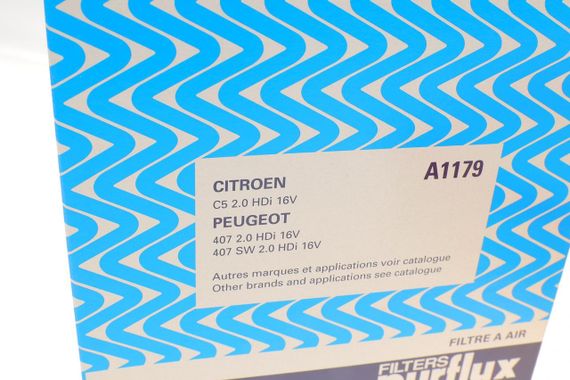 A1179
CITROEN
C5 2.0 HDi 16V
PEUGEOT
407 2.0 HDi 16V
407 SW 2.0 HDi 16V
Autres marques et applications voir catalogue
Other brands and applications see catalogue
FILTRE A AIR
FILTERS
purflux